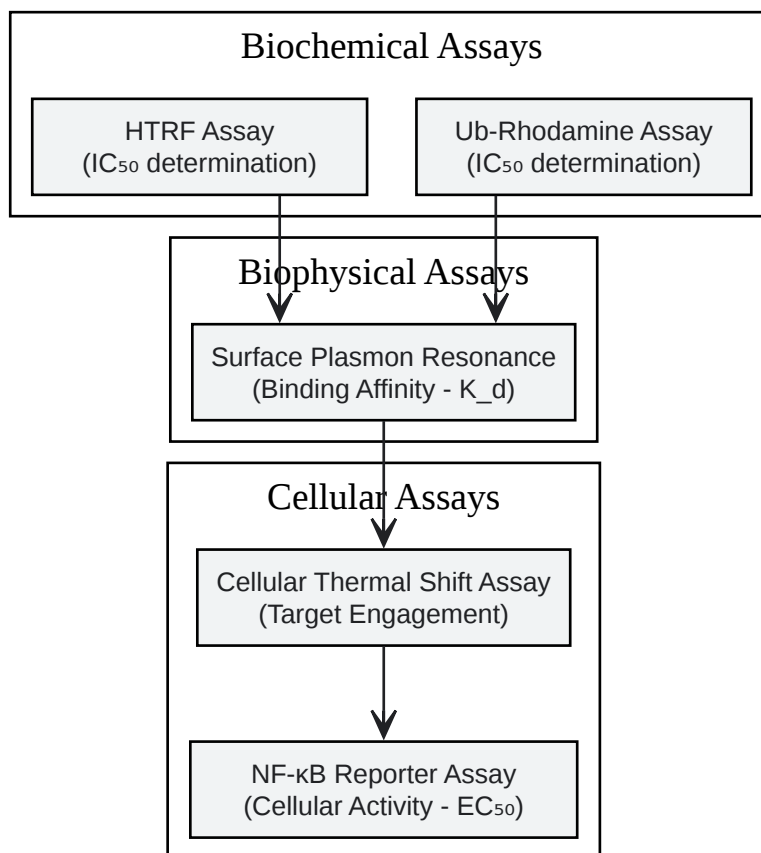 Biochemical Assays
HTRF Assay
(IC₅₀ determination)
Ub-Rhodamine Assay
(IC₅₀ determination)
Biophysical Assays
Surface Plasmon Resonance
(Binding Affinity - K_d)
Cellular Assays
Cellular Thermal Shift Assay
(Target Engagement)
NF-κB Reporter Assay
(Cellular Activity - EC₅₀)